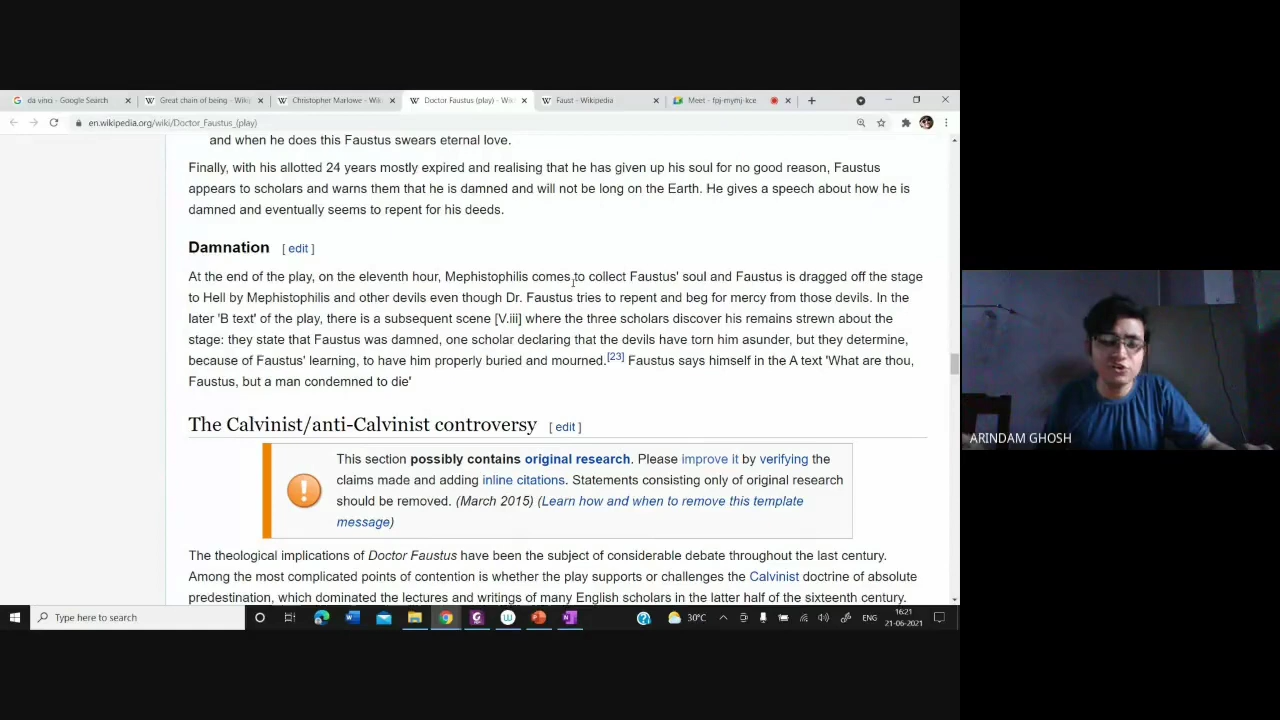 da vinci - Google Search
Great chain of being - Wiki
Christopher Marlowe - Wiki
Doctor Faustus (play) - Wiki
Faust - Wikipedia
Meet - fpj-mymj-kce
en.wikipedia.org/wiki/Doctor_Faustus_(play)
and when he does this Faustus swears eternal love.
Finally, with his allotted 24 years mostly expired and realising that he has given up his soul for no good reason, Faustus
appears to scholars and warns them that he is damned and will not be long on the Earth. He gives a speech about how he is
damned and eventually seems to repent for his deeds.
Damnation [ edit ]
At the end of the play, on the eleventh hour, Mephistophilis comes to collect Faustus' soul and Faustus is dragged off the stage
to Hell by Mephistophilis and other devils even though Dr. Faustus tries to repent and beg for mercy from those devils. In the
later 'B text' of the play, there is a subsequent scene [V.iii] where the three scholars discover his remains strewn about the
stage: they state that Faustus was damned, one scholar declaring that the devils have torn him asunder, but they determine,
because of Faustus' learning, to have him properly buried and mourned.[23] Faustus says himself in the A text 'What are thou,
Faustus, but a man condemned to die'
The Calvinist/anti-Calvinist controversy [ edit ]
This section possibly contains original research. Please improve it by verifying the
claims made and adding inline citations. Statements consisting only of original research
should be removed. (March 2015) (Learn how and when to remove this template
message)
The theological implications of Doctor Faustus have been the subject of considerable debate throughout the last century.
Among the most complicated points of contention is whether the play supports or challenges the Calvinist doctrine of absolute
predestination, which dominated the lectures and writings of many English scholars in the latter half of the sixteenth century.
ARINDAM GHOSH
Type here to search
30°C
ENG
16:21
21-06-2021